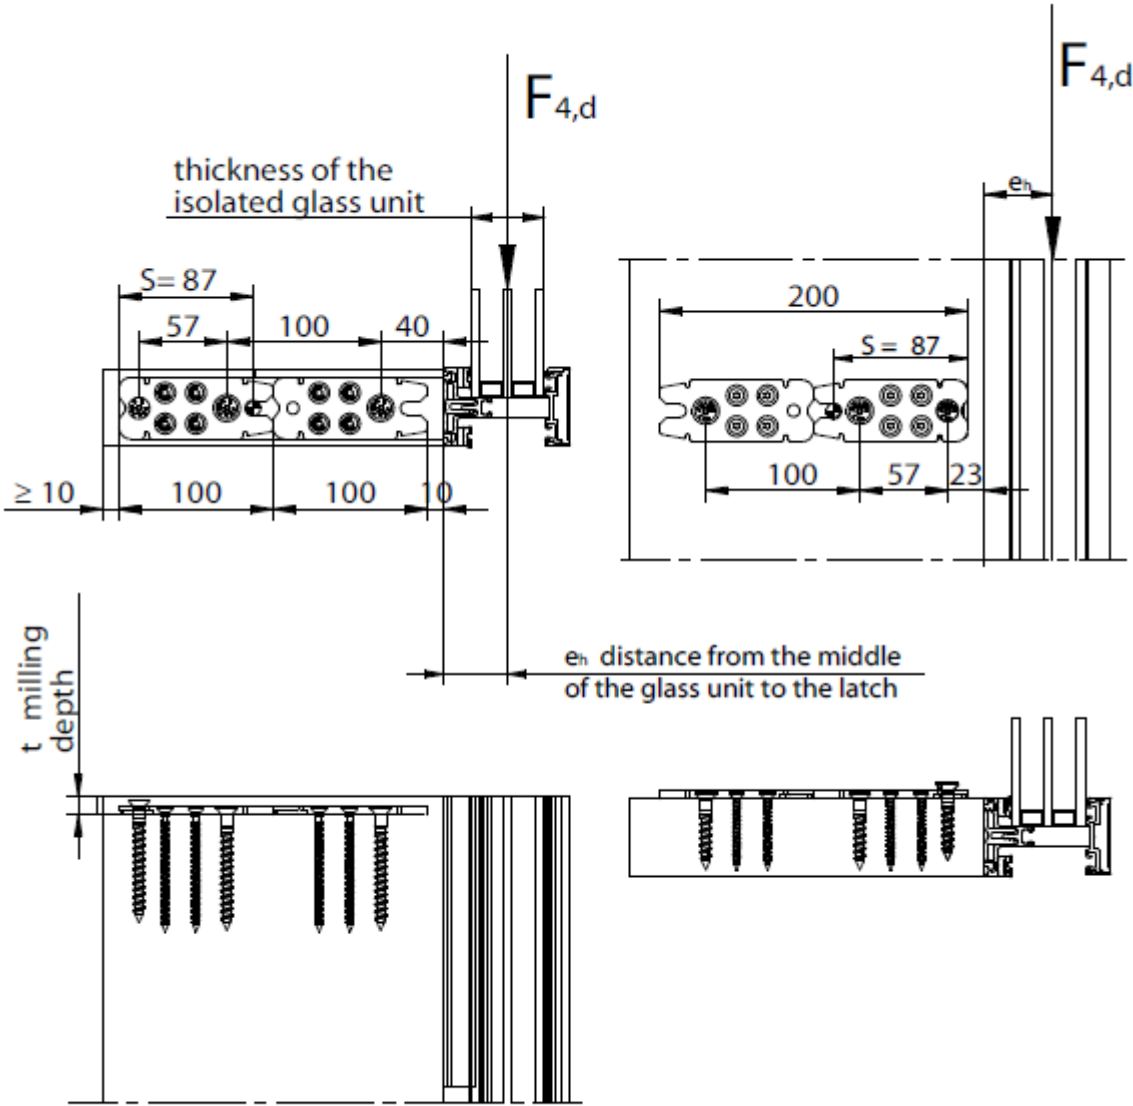 F4,d
F4,d
thickness of the
isolated glass unit
eh
S= 87
200
57
100
40
S = 87
≥ 10
100
100
10
100
57
23
eh distance from the middle
of the glass unit to the latch
t milling
depth